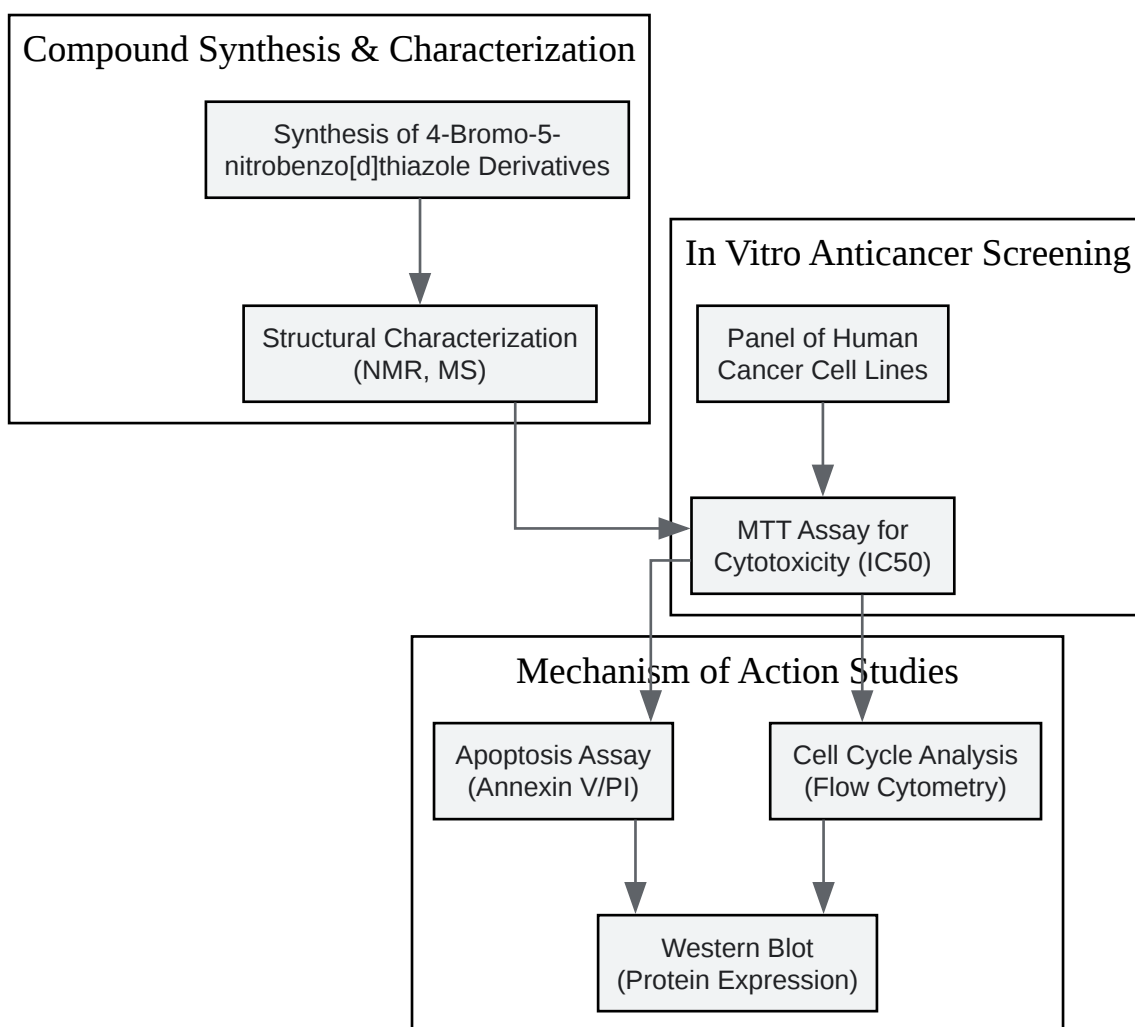 Compound Synthesis & Characterization
Synthesis of 4-Bromo-5-
nitrobenzo[d]thiazole Derivatives
Structural Characterization
(NMR, MS)
In Vitro Anticancer Screening
Panel of Human
Cancer Cell Lines
MTT Assay for
Cytotoxicity (IC50)
Mechanism of Action Studies
Apoptosis Assay
(Annexin V/PI)
Cell Cycle Analysis
(Flow Cytometry)
Western Blot
(Protein Expression)